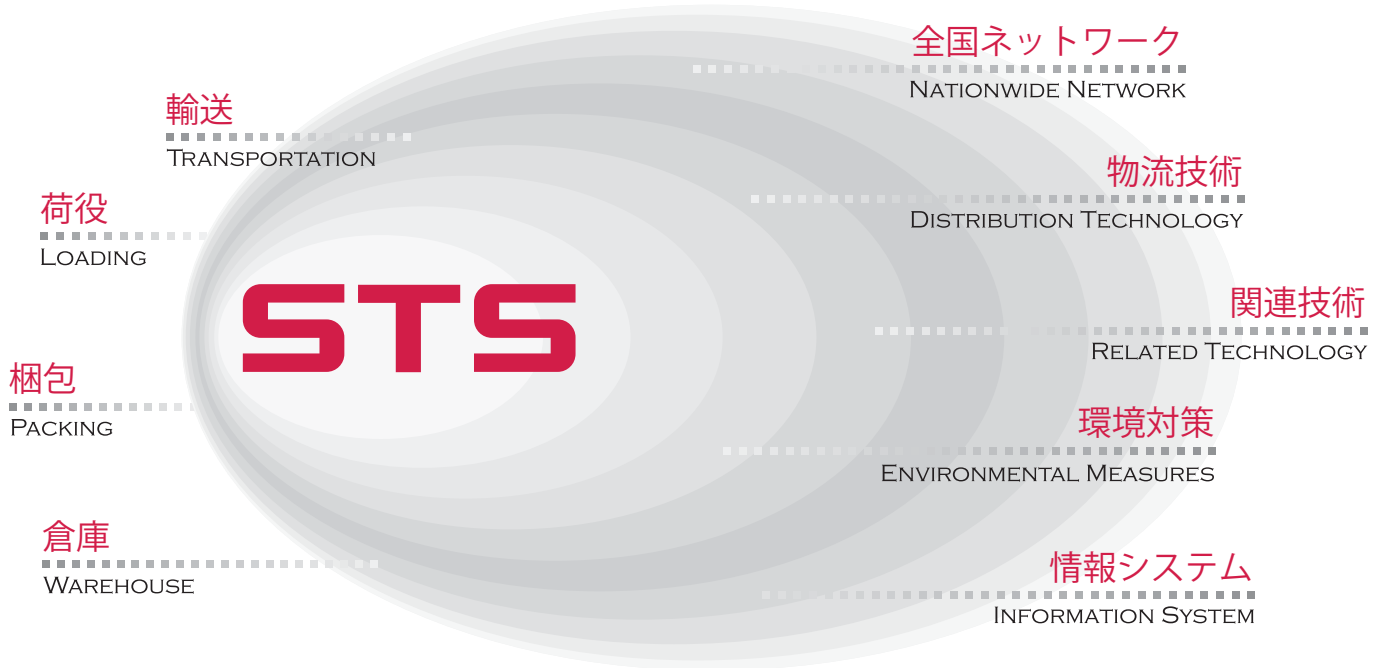 全国ネットワーク
NATIONWIDE NETWORK
輸送
TRANSPORTATION
物流技術
DISTRIBUTION TECHNOLOGY
荷役
LOADING
STS
関連技術
RELATED TECHNOLOGY
梱包
PACKING
環境対策
ENVIRONMENTAL MEASURES
倉庫
WAREHOUSE
情報システム
INFORMATION SYSTEM